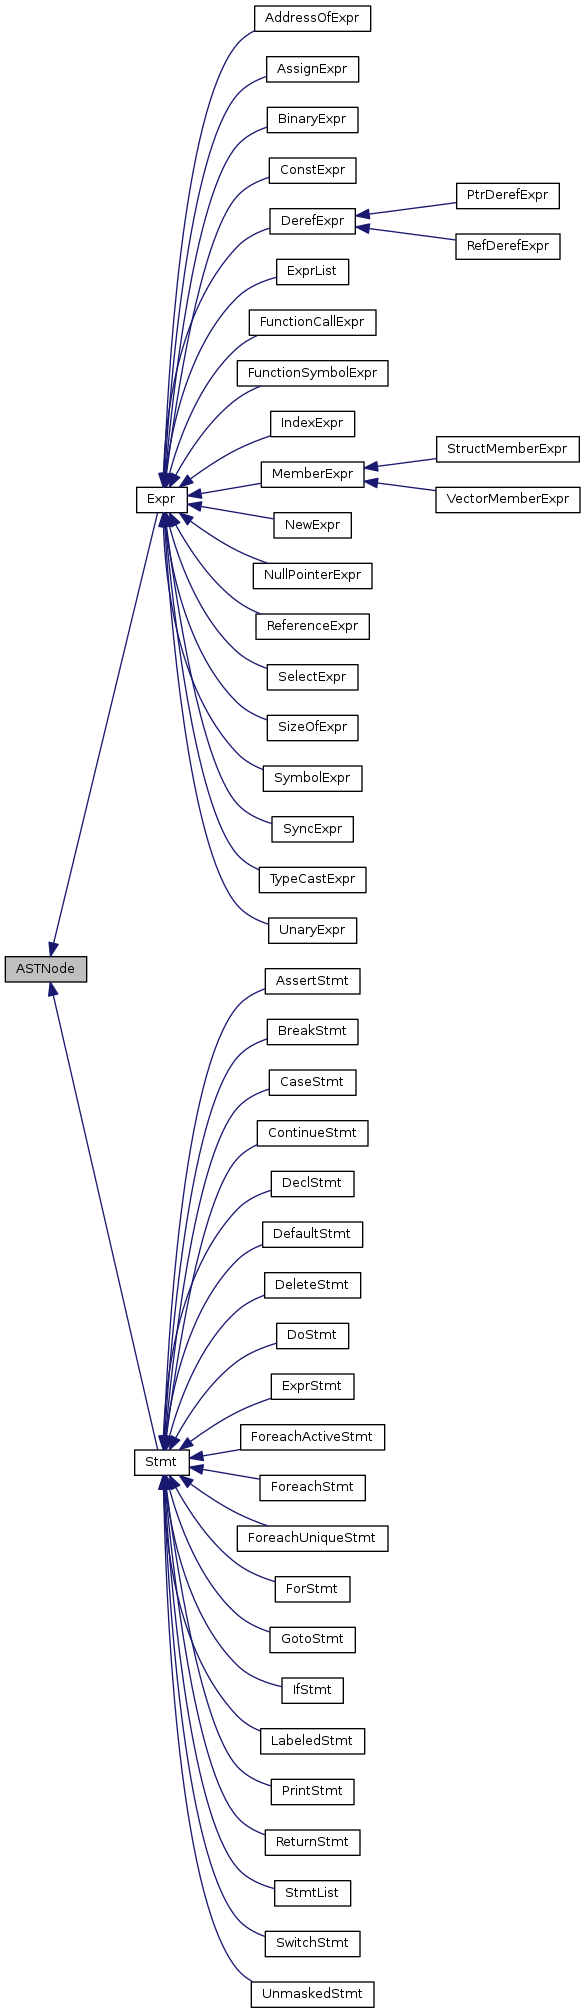 AddressOfExpr
AssignExpr
BinaryExpr
ConstExpr
PtrDerefExpr
DerefExpr
RefDerefExpr
ExprList
FunctionCallExpr
FunctionSymbolExpr
IndexExpr
StructMemberExpr
MemberExpr
Expr
VectorMemberExpr
NewExpr
NullPointerExpr
ReferenceExpr
SelectExpr
SizeOfExpr
SymbolExpr
SyncExpr
TypeCastExpr
UnaryExpr
ASTNode
AssertStmt
BreakStmt
CaseStmt
ContinueStmt
DeclStmt
DefaultStmt
DeleteStmt
DoStmt
ExprStmt
ForeachActiveStmt
Stmt
ForeachStmt
ForeachUniqueStmt
ForStmt
GotoStmt
IfStmt
LabeledStmt
PrintStmt
ReturnStmt
StmtList
SwitchStmt
UnmaskedStmt